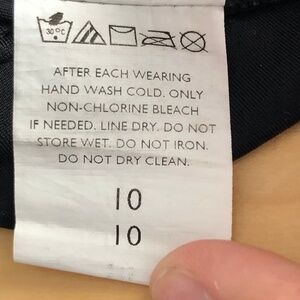 30°C
AFTER EACH WEARING
HAND WASH COLD. ONLY
NON-CHLORINE BLEACH
IF NEEDED. LINE DRY. DO NOT
STORE WET. DO NOT IRON.
DO NOT DRY CLEAN.
10
10